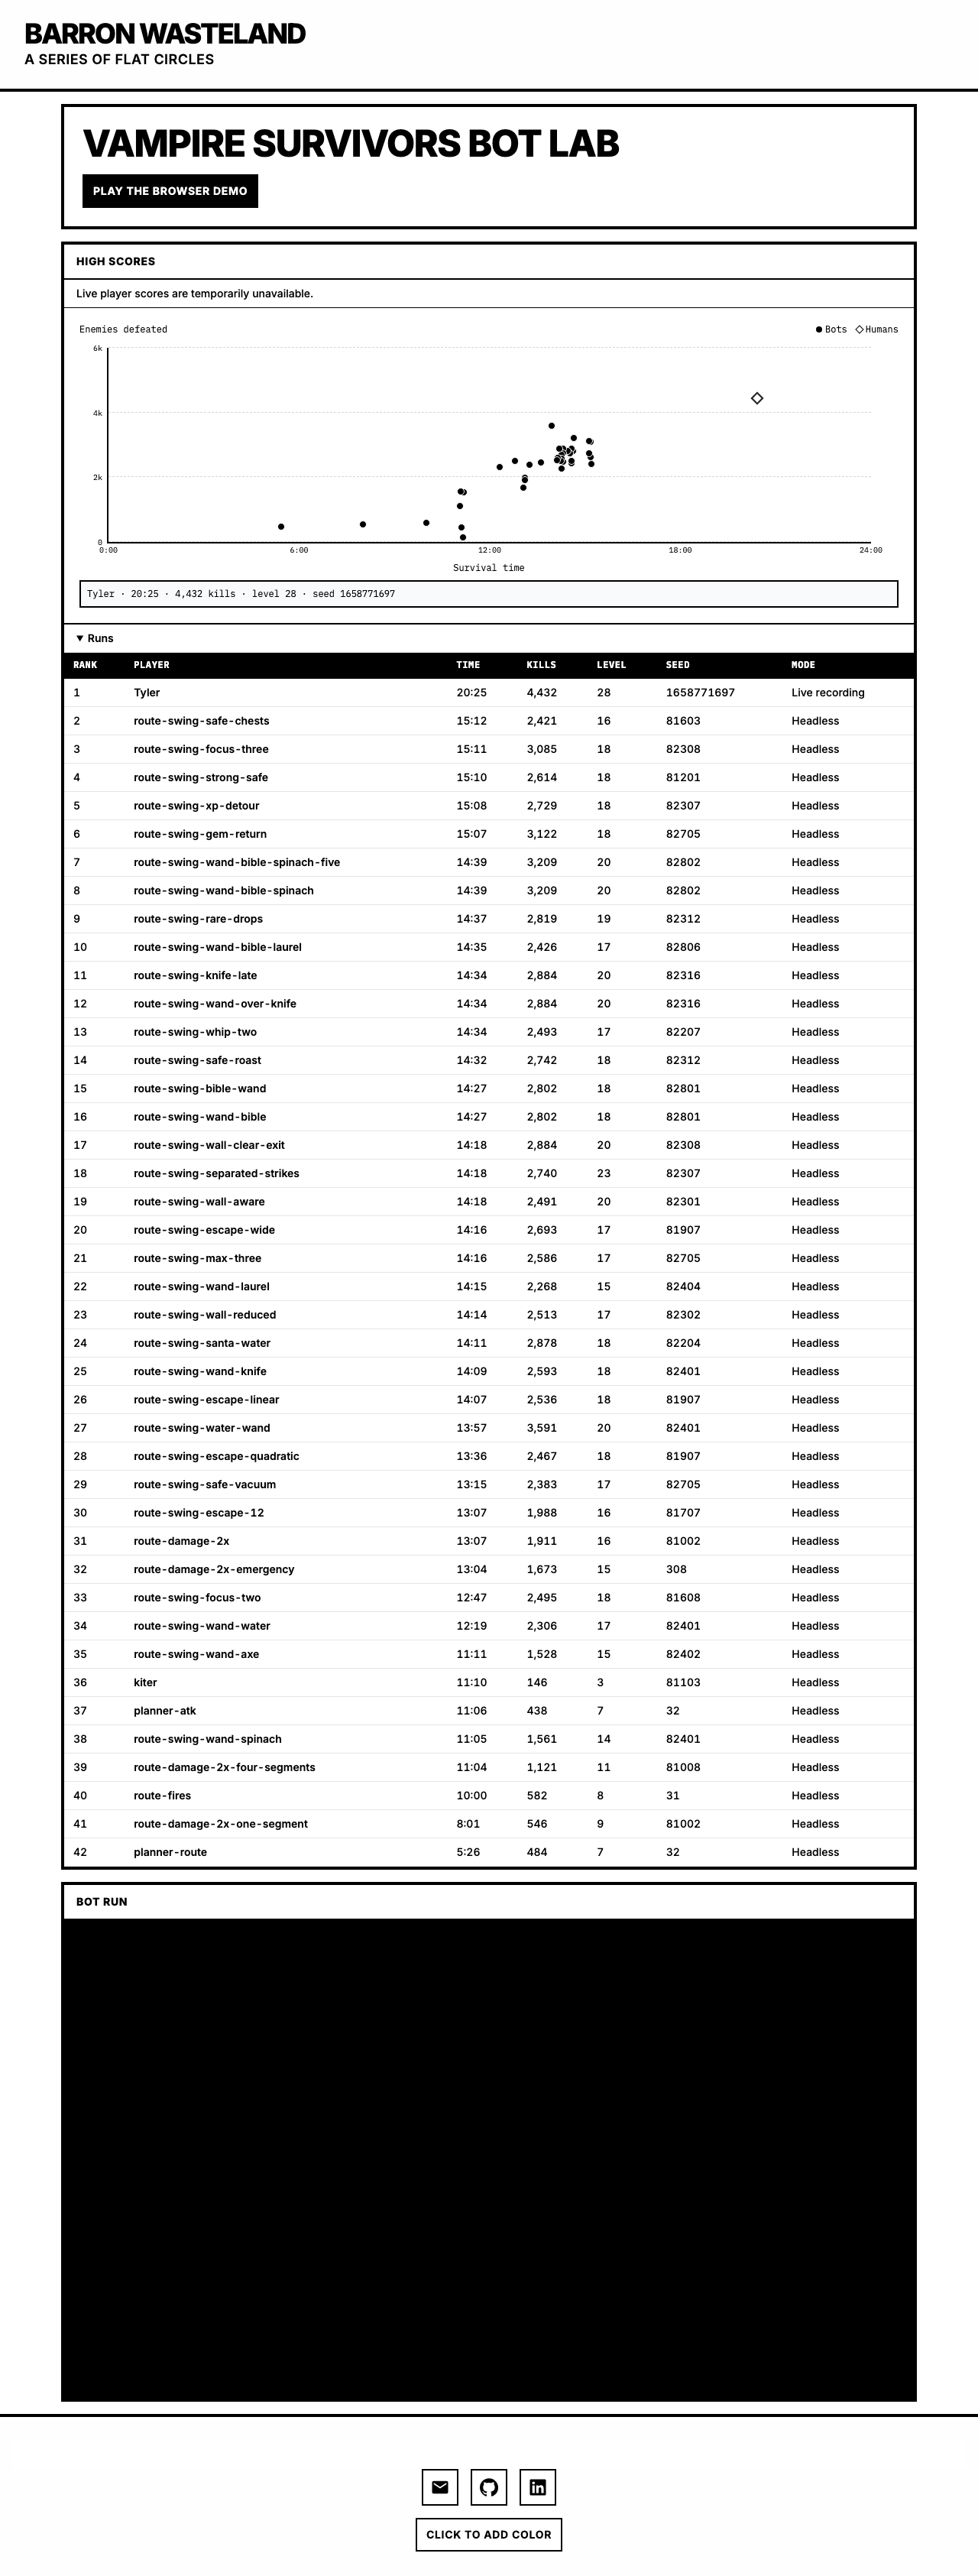 BARRON WASTELAND
A SERIES OF FLAT CIRCLES
VAMPIRE SURVIVORS BOT LAB
PLAY THE BROWSER DEMO
HIGH SCORES
Live player scores are temporarily unavailable.
Enemies defeated Bots Humans
6k
4k
2k
0
0:00 6:00 12:00 18:00 24:00
Survival time
Tyler · 20:25 · 4,432 kills · level 28 · seed 1658771697
▼ Runs
RANK PLAYER TIME KILLS LEVEL SEED MODE
1 Tyler 20:25 4,432 28 1658771697 Live recording
2 route-swing-safe-chests 15:12 2,421 16 81603 Headless
3 route-swing-focus-three 15:11 3,085 18 82308 Headless
4 route-swing-strong-safe 15:10 2,614 18 81201 Headless
5 route-swing-xp-detour 15:08 2,729 18 82307 Headless
6 route-swing-gem-return 15:07 3,122 18 82705 Headless
7 route-swing-wand-bible-spinach-five 14:39 3,209 20 82802 Headless
8 route-swing-wand-bible-spinach 14:39 3,209 20 82802 Headless
9 route-swing-rare-drops 14:37 2,819 19 82312 Headless
10 route-swing-wand-bible-laurel 14:35 2,426 17 82806 Headless
11 route-swing-knife-late 14:34 2,884 20 82316 Headless
12 route-swing-wand-over-knife 14:34 2,884 20 82316 Headless
13 route-swing-whip-two 14:34 2,493 17 82207 Headless
14 route-swing-safe-roast 14:32 2,742 18 82312 Headless
15 route-swing-bible-wand 14:27 2,802 18 82801 Headless
16 route-swing-wand-bible 14:27 2,802 18 82801 Headless
17 route-swing-wall-clear-exit 14:18 2,884 20 82308 Headless
18 route-swing-separated-strikes 14:18 2,740 23 82307 Headless
19 route-swing-wall-aware 14:18 2,491 20 82301 Headless
20 route-swing-escape-wide 14:16 2,693 17 81907 Headless
21 route-swing-max-three 14:16 2,586 17 82705 Headless
22 route-swing-wand-laurel 14:15 2,268 15 82404 Headless
23 route-swing-wall-reduced 14:14 2,513 17 82302 Headless
24 route-swing-santa-water 14:11 2,878 18 82204 Headless
25 route-swing-wand-knife 14:09 2,593 18 82401 Headless
26 route-swing-escape-linear 14:07 2,536 18 81907 Headless
27 route-swing-water-wand 13:57 3,591 20 82401 Headless
28 route-swing-escape-quadratic 13:36 2,467 18 81907 Headless
29 route-swing-safe-vacuum 13:15 2,383 17 82705 Headless
30 route-swing-escape-12 13:07 1,988 16 81707 Headless
31 route-damage-2x 13:07 1,911 16 81002 Headless
32 route-damage-2x-emergency 13:04 1,673 15 308 Headless
33 route-swing-focus-two 12:47 2,495 18 81608 Headless
34 route-swing-wand-water 12:19 2,306 17 82401 Headless
35 route-swing-wand-axe 11:11 1,528 15 82402 Headless
36 kiter 11:10 146 3 81103 Headless
37 planner-atk 11:06 438 7 32 Headless
38 route-swing-wand-spinach 11:05 1,561 14 82401 Headless
39 route-damage-2x-four-segments 11:04 1,121 11 81008 Headless
40 route-fires 10:00 582 8 31 Headless
41 route-damage-2x-one-segment 8:01 546 9 81002 Headless
42 planner-route 5:26 484 7 32 Headless
BOT RUN
CLICK TO ADD COLOR